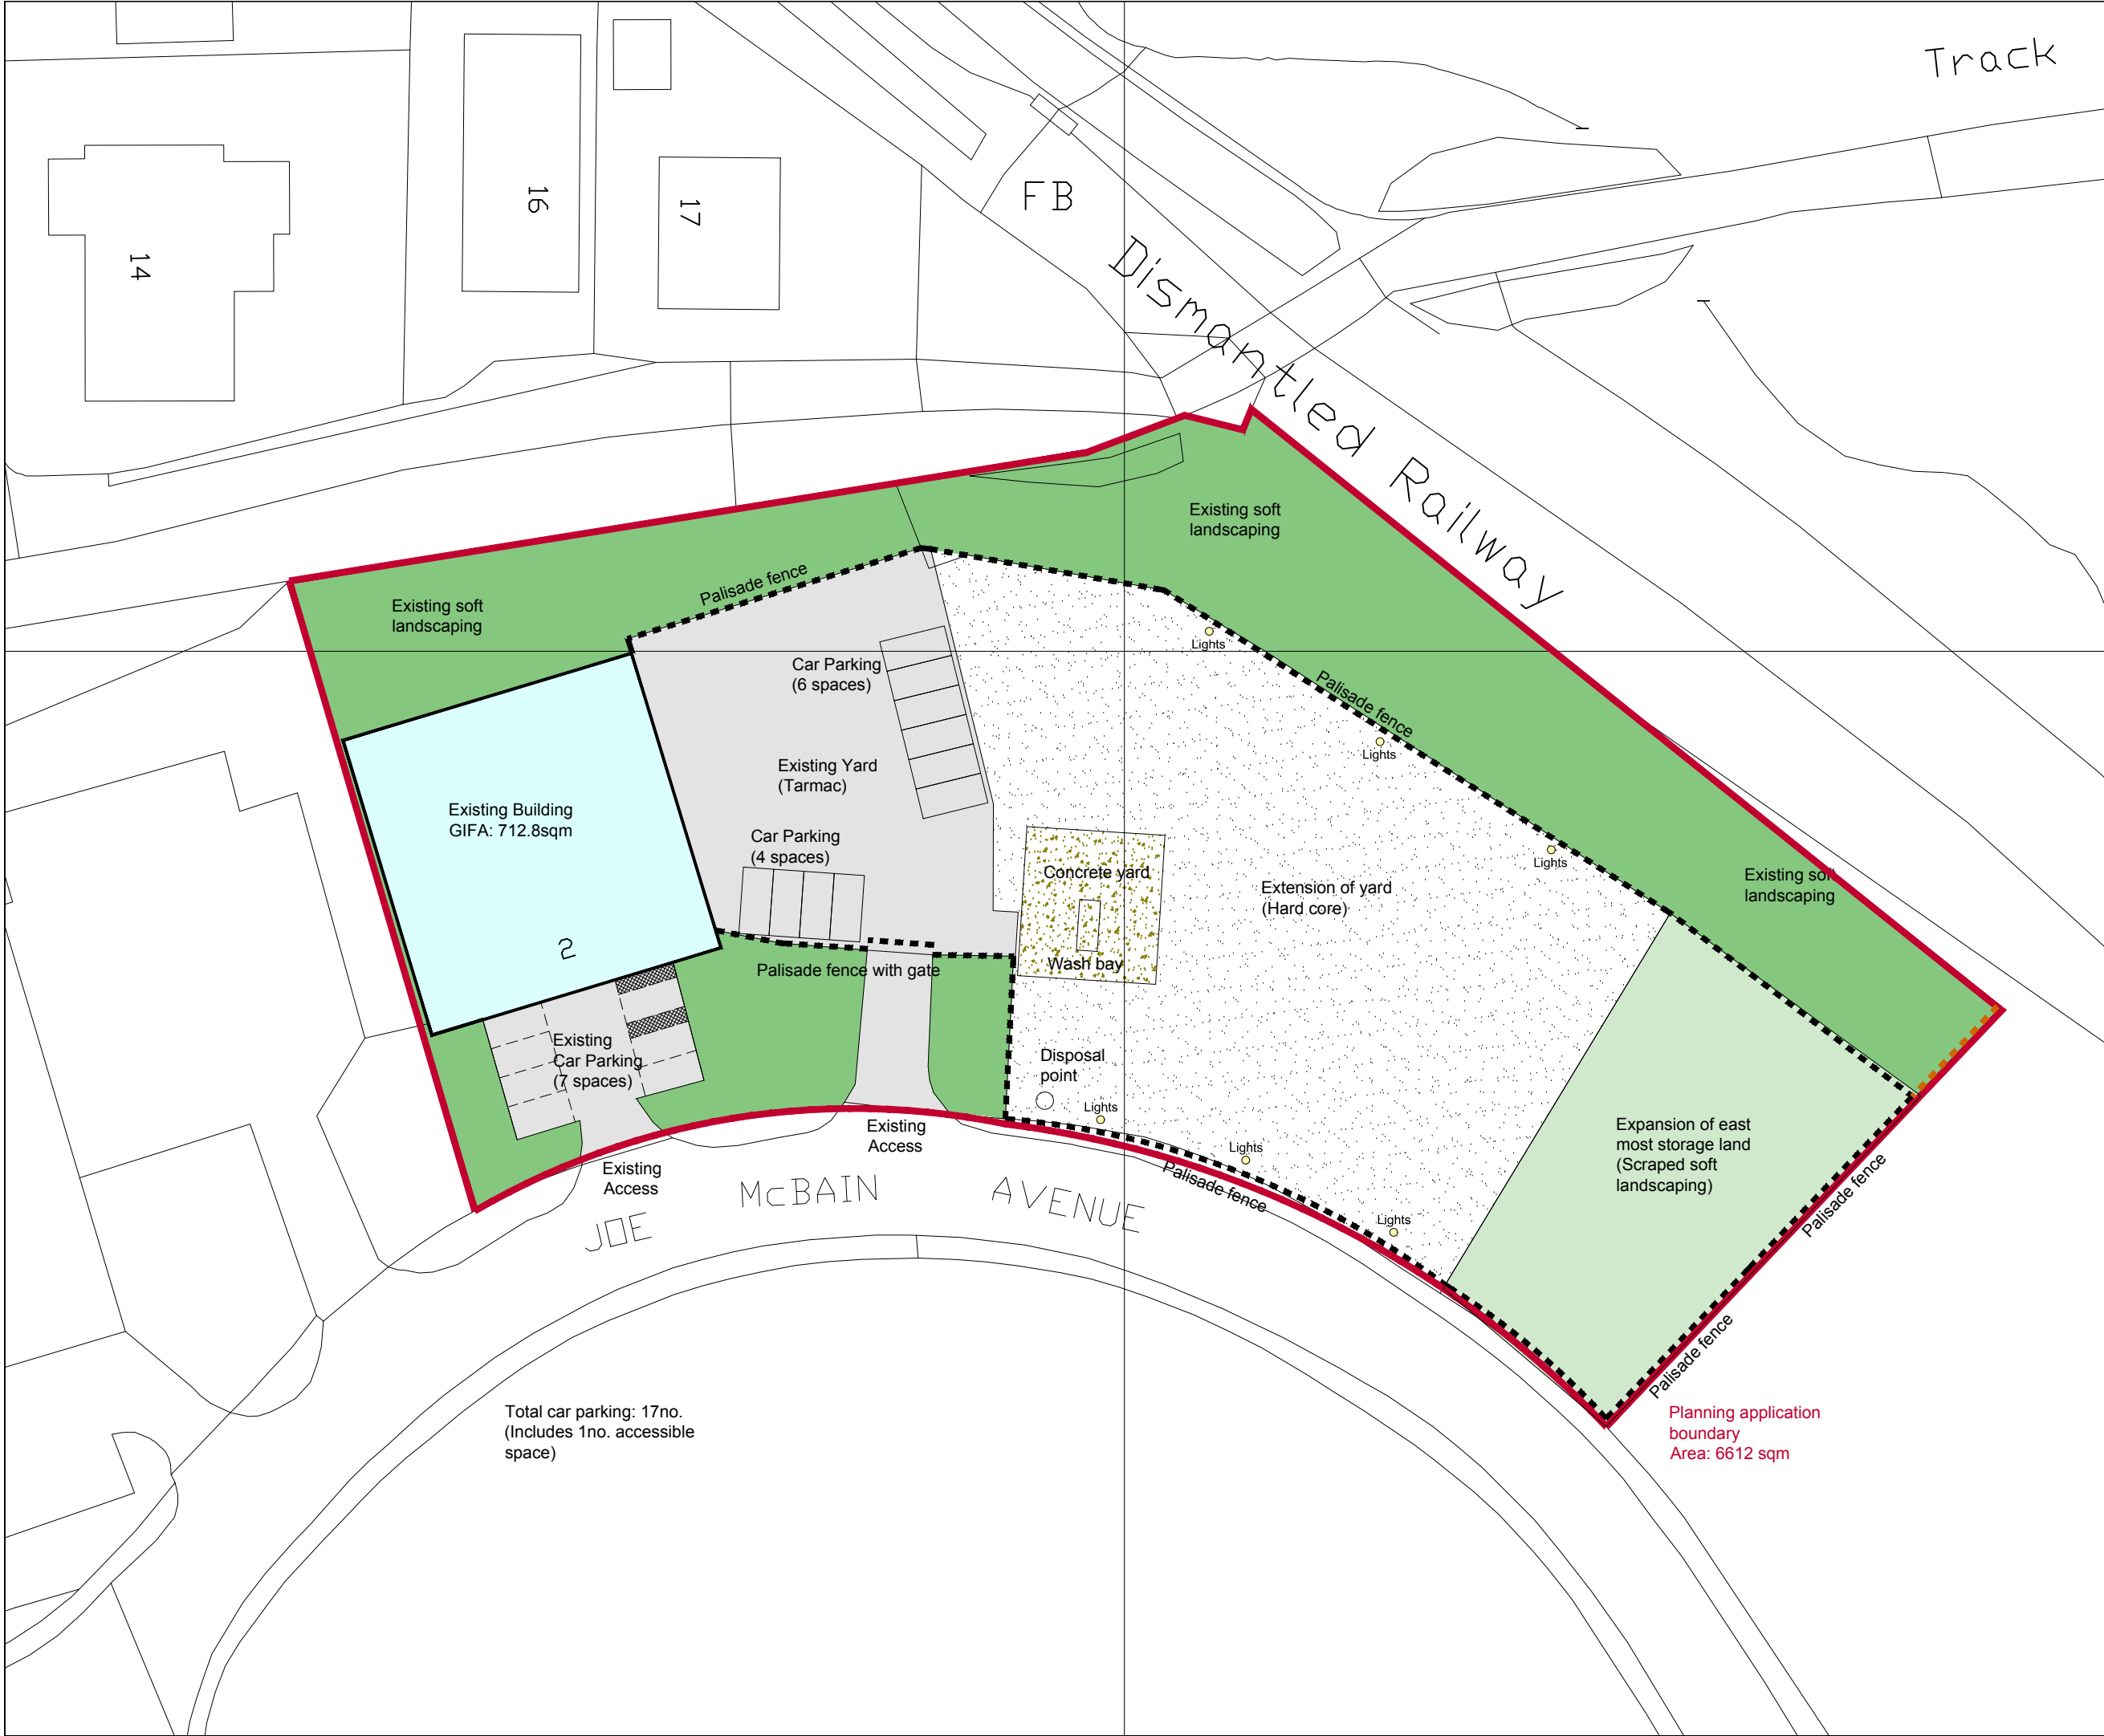 Track
16
17
FB
14
Dismantled Railway
Existing soft
landscaping
Palisade fence
Existing soft
landscaping
Lights
Car Parking
(6 spaces)
Palisade fence
Lights
Existing Yard
(Tarmac)
Existing Building
GIFA: 712.8sqm
Car Parking
(4 spaces)
Lights
Concrete yard
Extension of yard
(Hard core)
Existing soft
landscaping
2
Palisade fence with gate
Wash bay
Existing
Car Parking
(7 spaces)
Disposal
point
Lights
Existing
Access
Lights
Expansion of east
most storage land
(Scraped soft
landscaping)
Palisade fence
Existing
Access
Palisade fence
JOE McBAIN AVENUE
Lights
Palisade fence
Total car parking: 17no.
(Includes 1no. accessible
space)
Planning application
boundary
Area: 6612 sqm